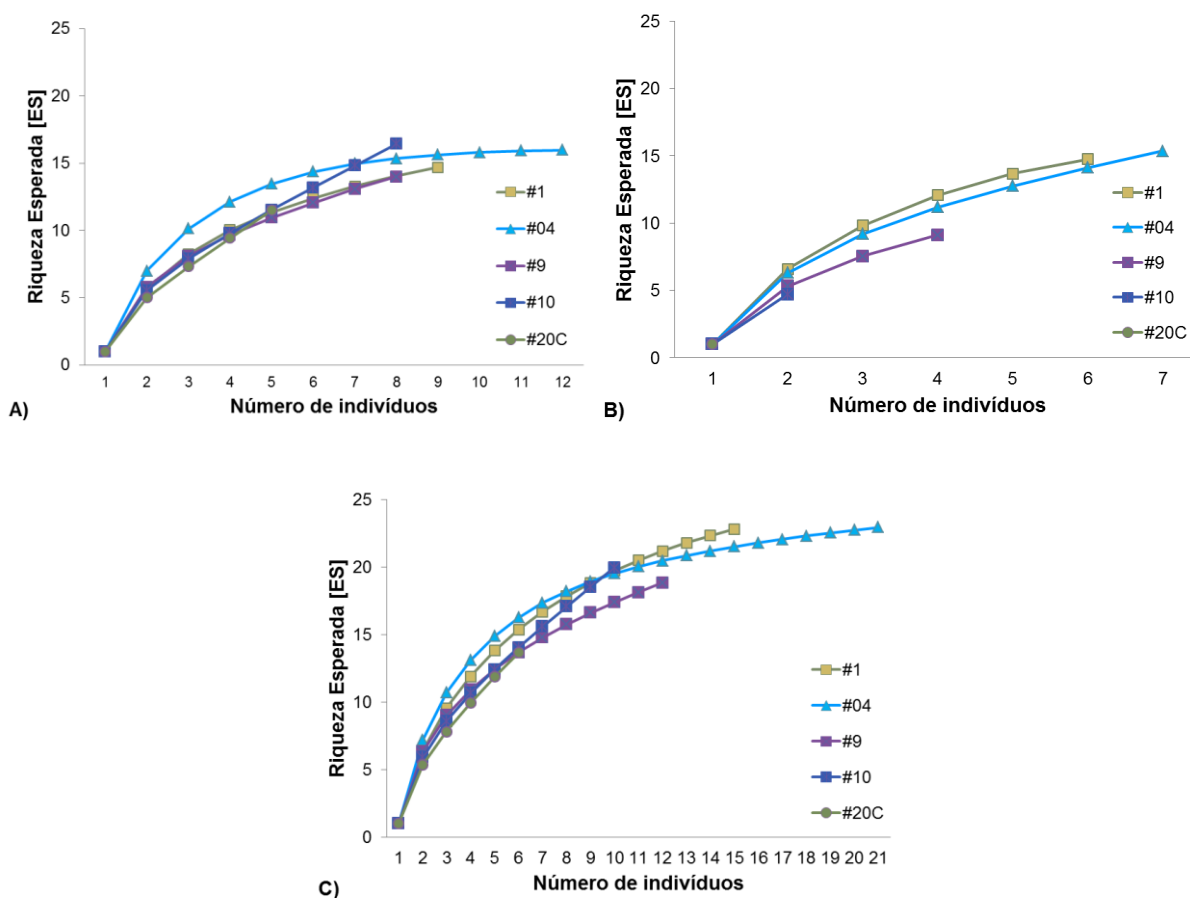 25
20
15
10
5
0
Riqueza Esperada [ES]
1 2 3 4 5 6 7 8 9 10 11 12
Número de indivíduos
#1
#04
#9
#10
#20C
A)
25
20
15
10
5
0
Riqueza Esperada [ES]
1 2 3 4 5 6 7
Número de indivíduos
#1
#04
#9
#10
#20C
B)
25
20
15
10
5
0
Riqueza Esperada [ES]
1 2 3 4 5 6 7 8 9 10 11 12 13 14 15 16 17 18 19 20 21
Número de indivíduos
#1
#04
#9
#10
#20C
C)